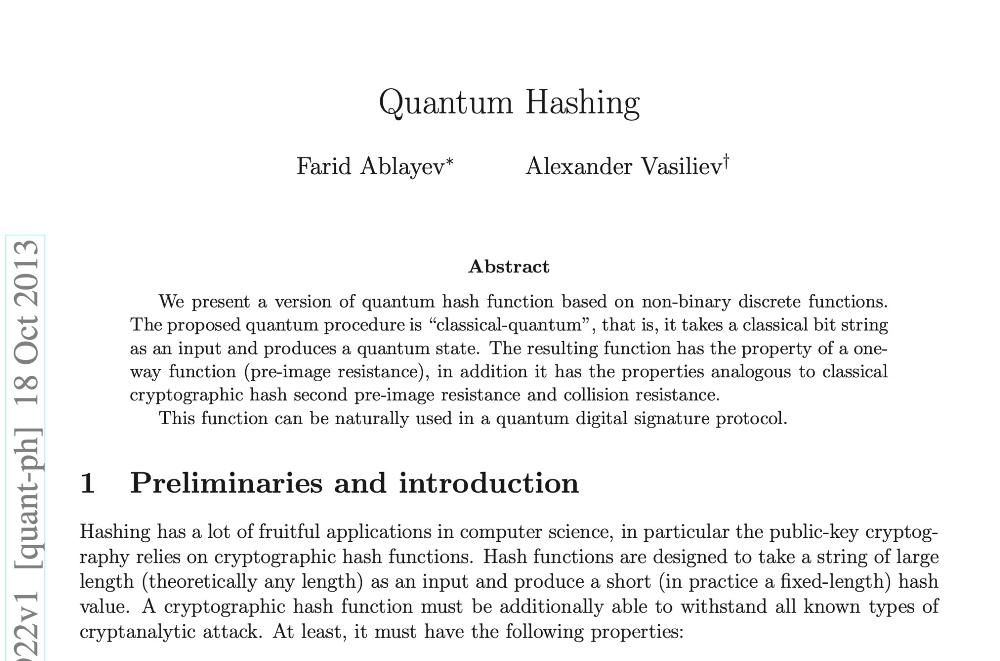 Quantum Hashing
Farid Ablayev* Alexander Vasiliev†
Abstract
We present a version of quantum hash function based on non-binary discrete functions.
The proposed quantum procedure is “classical-quantum”, that is, it takes a classical bit string
as an input and produces a quantum state. The resulting function has the property of a one-
way function (pre-image resistance), in addition it has the properties analogous to classical
cryptographic hash second pre-image resistance and collision resistance.
This function can be naturally used in a quantum digital signature protocol.
1 Preliminaries and introduction
Hashing has a lot of fruitful applications in computer science, in particular the public-key cryptog-
raphy relies on cryptographic hash functions. Hash functions are designed to take a string of large
length (theoretically any length) as an input and produce a short (in practice a fixed-length) hash
value. A cryptographic hash function must be additionally able to withstand all known types of
cryptanalytic attack. At least, it must have the following properties:
22v1 [quant-ph] 18 Oct 2013